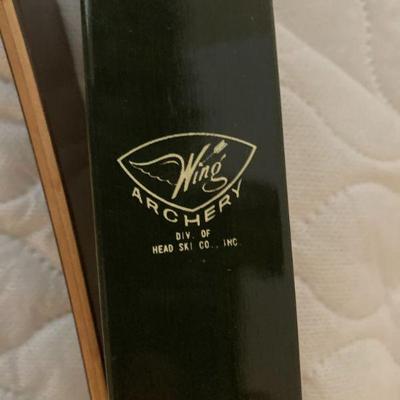 Wing
ARCHERY
DIV. OF
HEAD SKI CO., INC.